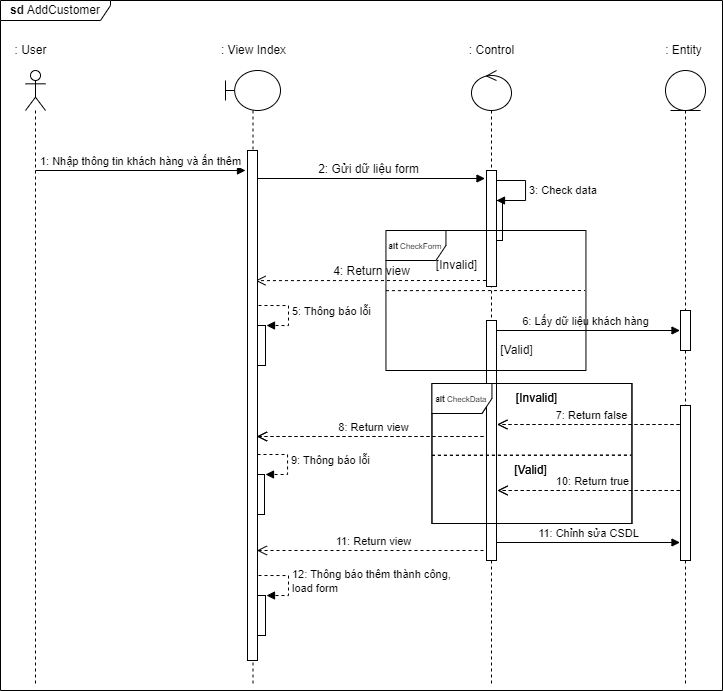 sd AddCustomer
: User
: View Index
: Control
: Entity
1: Nhập thông tin khách hàng và ấn thêm
2: Gửi dữ liệu form
3: Check data
alt CheckForm
[Invalid]
4: Return view
5: Thông báo lỗi
6: Lấy dữ liệu khách hàng
[Valid]
alt CheckData
[Invalid]
7: Return false
8: Return view
9: Thông báo lỗi
[Valid]
10: Return true
11: Chỉnh sửa CSDL
11: Return view
12: Thông báo thêm thành công,
load form